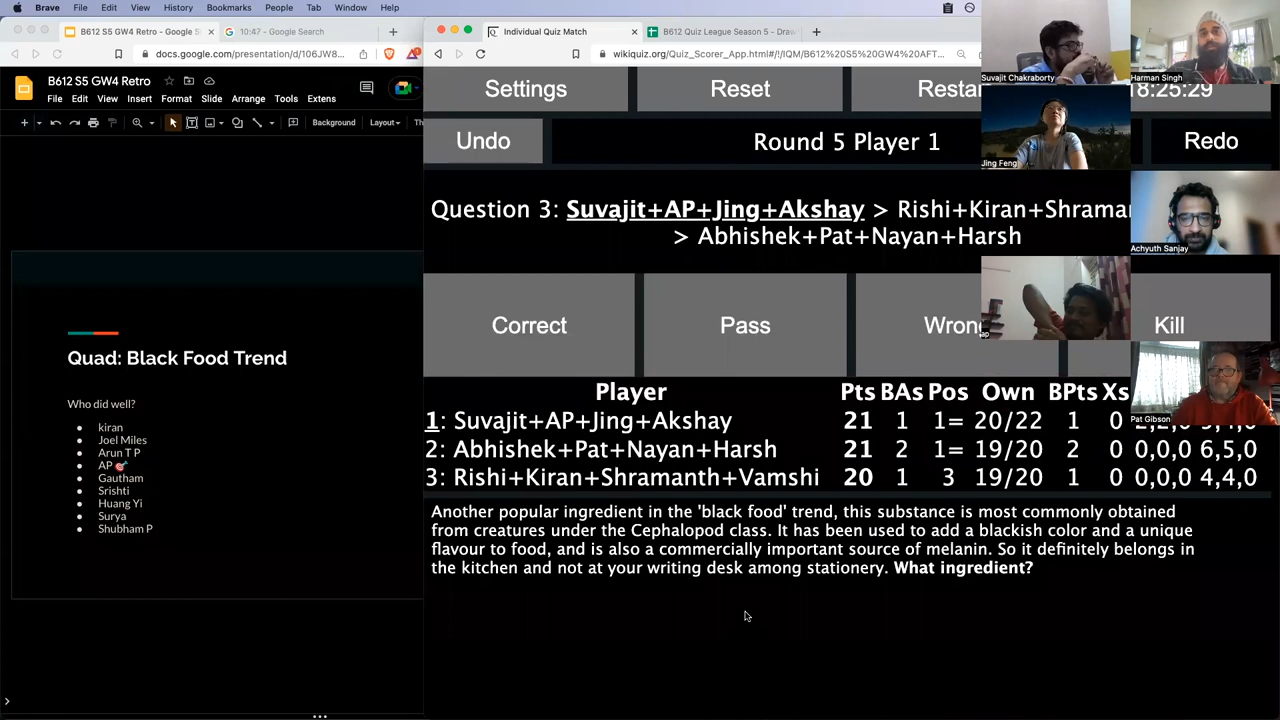 Brave File Edit View History Bookmarks People Tab Window Help
B612 S5 GW4 Retro
10:47 - Google Search
docs.google.com/presentation/d/106JW8...
B612 S5 GW4 Retro
File Edit View Insert Format Slide Arrange Tools Extens
Background Layout
Quad: Black Food Trend
Who did well?
kiran
Joel Miles
Arun T P
AP
Gautham
Srishti
Huang Yi
Surya
Shubham P
Individual Quiz Match
B612 Quiz League Season 5 - Draw
wikiquiz.org/Quiz_Scorer_App.html#/!QM/B612%20S5%20GW4%20AFT...
Settings Reset Restar 18:25:29
Undo Round 5 Player 1 Redo
Question 3: Suvajit+AP+Jing+Akshay > Rishi+Kiran+Shraman
> Abhishek+Pat+Nayan+Harsh
Correct Pass Wrong Kill
Player Pts BAs Pos Own BPts Xs
1: Suvajit+AP+Jing+Akshay 21 1 1= 20/22 1 0
2: Abhishek+Pat+Nayan+Harsh 21 2 1= 19/20 2 0 0,0,0 6,5,0
3: Rishi+Kiran+Shramanth+Vamshi 20 1 3 19/20 1 0 0,0,0 4,4,0
Another popular ingredient in the 'black food' trend, this substance is most commonly obtained
from creatures under the Cephalopod class. It has been used to add a blackish color and a unique
flavour to food, and is also a commercially important source of melanin. So it definitely belongs in
the kitchen and not at your writing desk among stationery. What ingredient?
Suvajit Chakraborty
Harman Singh
Jing Feng
Achyuth Sanjay
ap
Pat Gibson